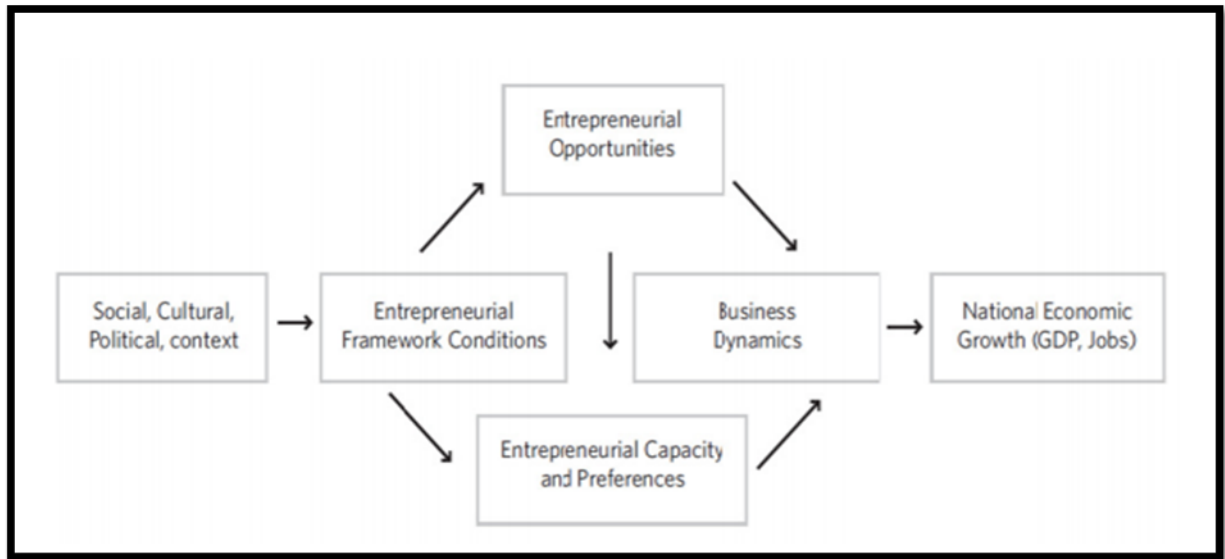 Entrepreneurial
Opportunities
Social, Cultural,
Political, context
Entrepreneurial
Framework Conditions
Business
Dynamics
National Economic
Growth (GDP, Jobs)
Entrepreneurial Capacity
and Preferences